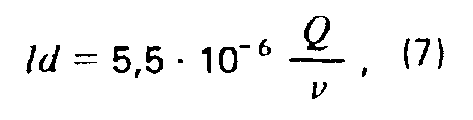 ld = 5,5 · 10⁻⁶ Q/ν, (7)